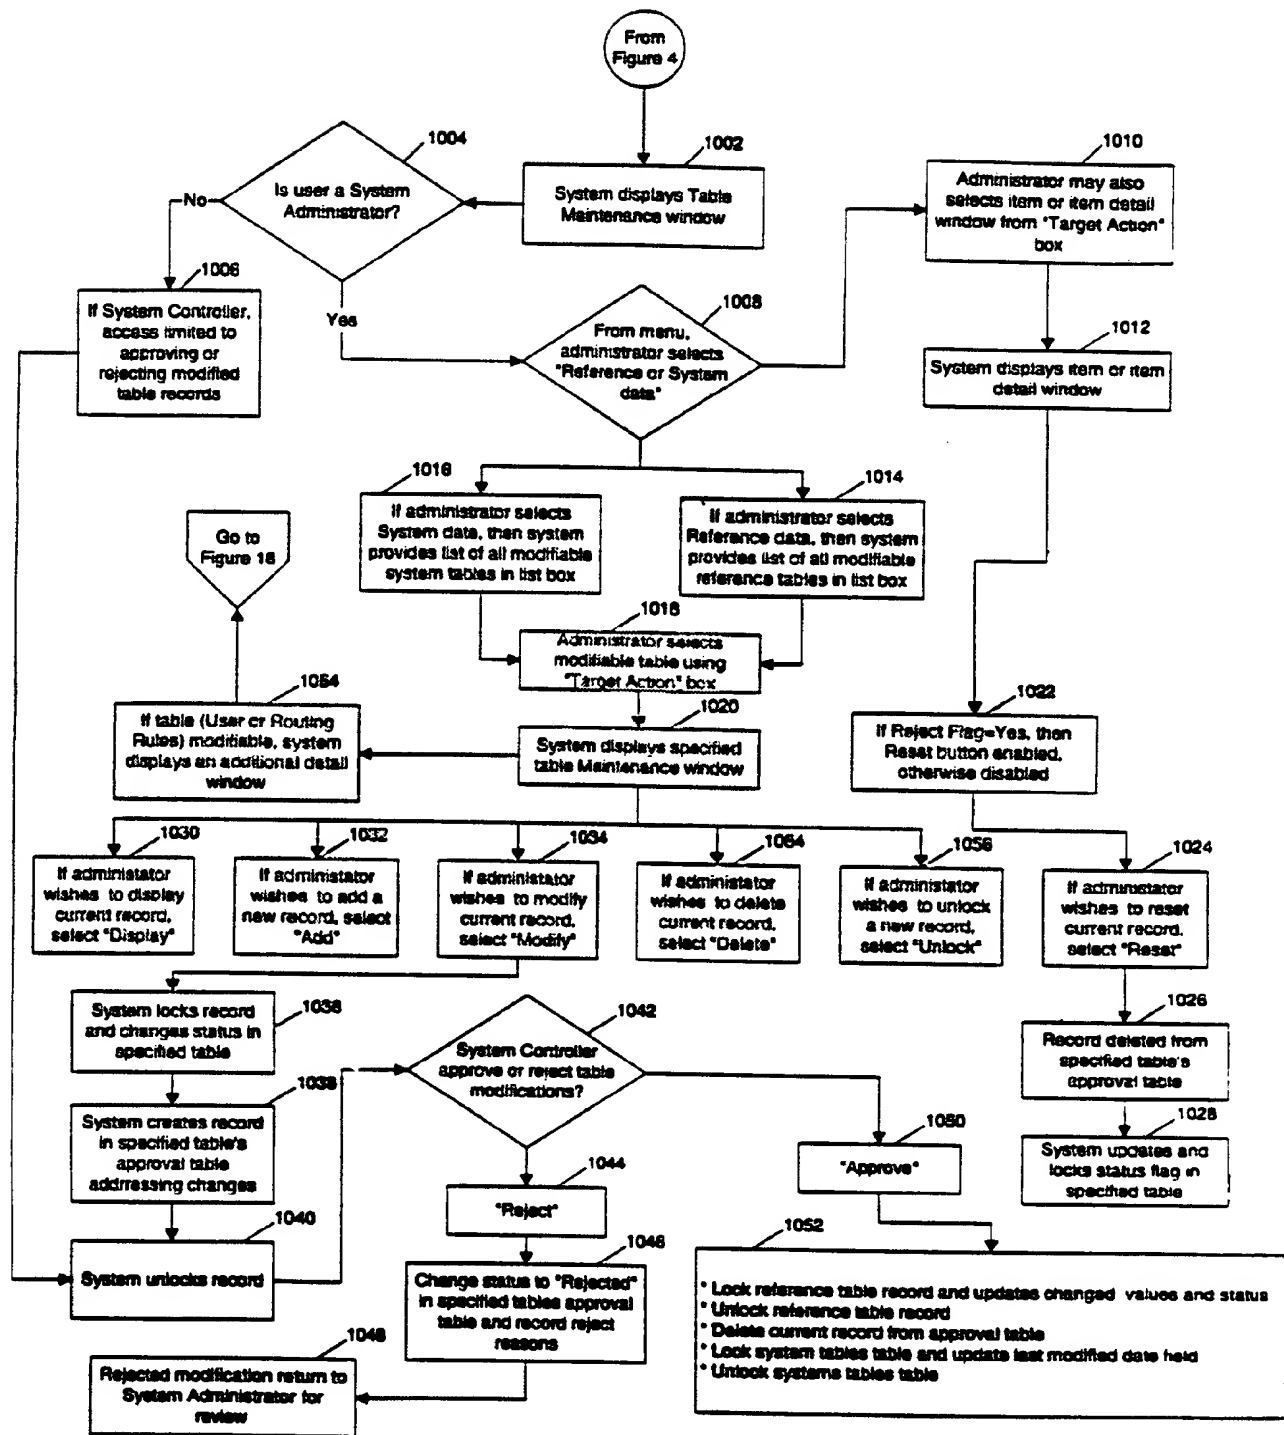 From
Figure 4
1004
1002
1010
Is user a System
Administrator?
System displays Table
Maintenance window
Administrator may also
selects item or item detail
window from "Target Action"
box
No
1006
If System Controller,
access limited to
approving or
rejecting modified
table records
Yes
1008
From menu,
administrator selects
"Reference or System
data"
1012
System displays item or item
detail window
1016
If administrator selects
System data, then system
provides list of all modifiable
system tables in list box
1014
If administrator selects
Reference data, then system
provides list of all modifiable
reference tables in list box
Go to
Figure 16
1018
Administrator selects
modifiable table using
"Target Action" box
1054
If table (User or Routing
Rules) modifiable, system
displays an additional detail
window
1020
System displays specified
table Maintenance window
1022
If Reject Flag=Yes, then
Reset button enabled,
otherwise disabled
1030
If administator
wishes to display
current record,
select "Display"
1032
If administator
wishes to add a
new record, select
"Add"
1034
If administator
wishes to modify
current record,
select "Modify"
1064
If administator
wishes to delete
current record,
select "Delete"
1056
If administator
wishes to unlock
a new record,
select "Unlock"
1024
If administator
wishes to reset
current record,
select "Reset"
1036
System locks record
and changes status in
specified table
1042
System Controller
approve or reject table
modifications?
1026
Record deleted from
specified table's
approval table
1038
System creates record
in specified table's
approval table
addrressing changes
1028
System updates and
locks status flag in
specified table
1050
"Approve"
1044
"Reject"
1040
System unlocks record
1046
Change status to "Rejected"
in specified tables approval
table and record reject
reasons
1048
Rejected modification return to
System Administrator for
review
1052
* Lock reference table record and updates changed values and status
* Unlock reference table record
* Delete current record from approval table
* Lock system tables table and update last modified date held
* Unlock systems tables table